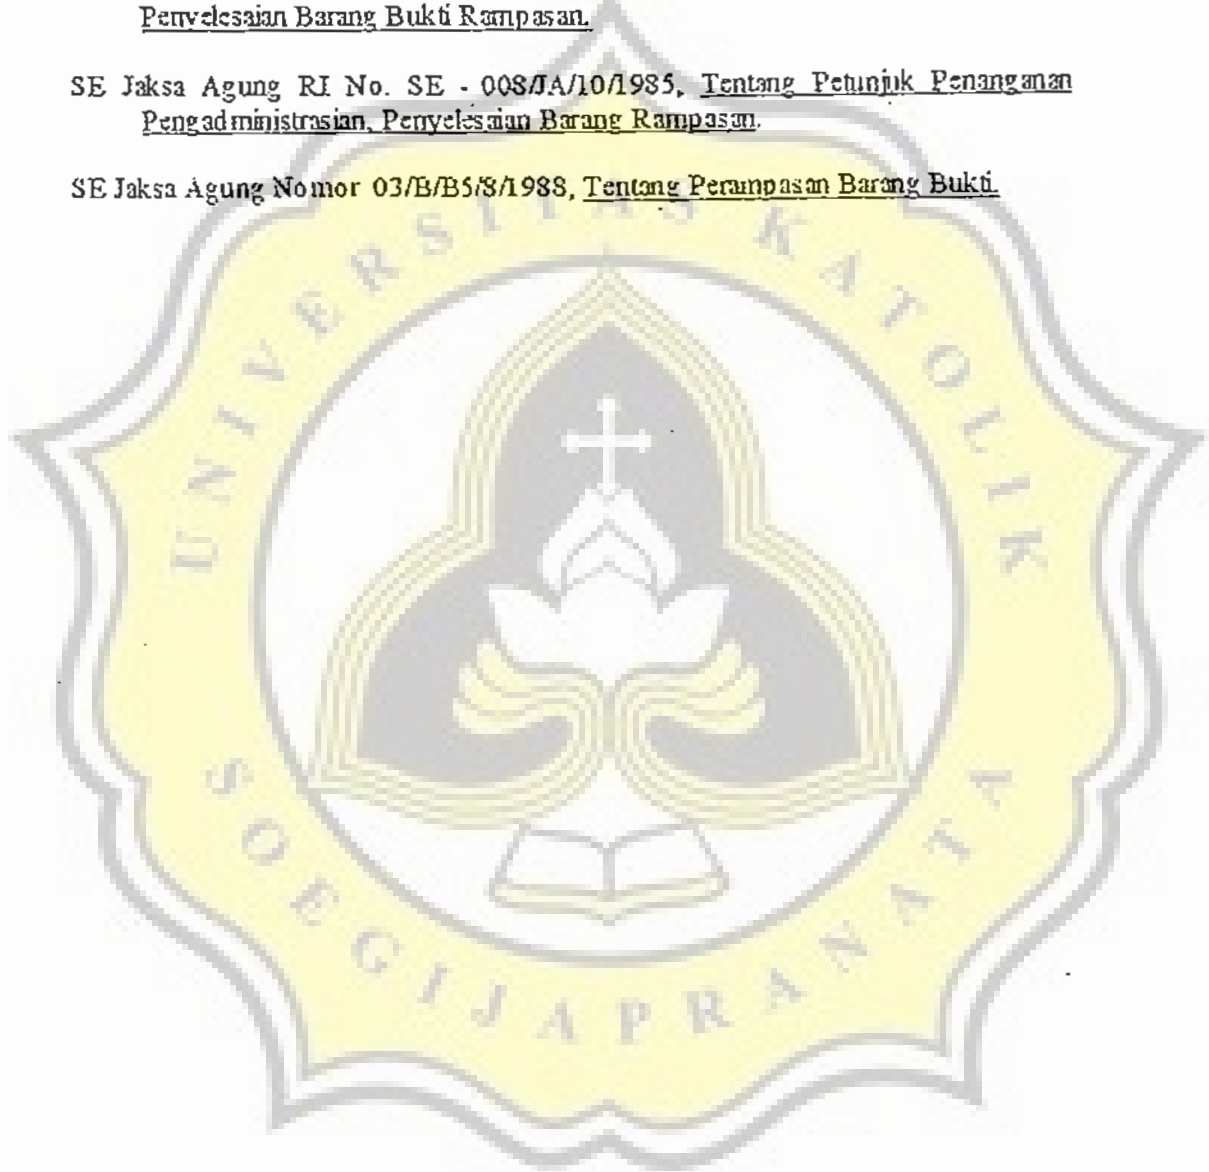 Penyelesaian Barang Bukti Rampasan.
SE Jaksa Agung RI No. SE - 008/JA/10/1985, Tentang Petunjuk Penanganan
Pengadministrasian, Penyelesaian Barang Rampasan.
SE Jaksa Agung Nomor 03/B/B5/8/1988, Tentang Perampasan Barang Bukti.
UNIVERSITAS KATOLIK
SOEGIJAPRANATA